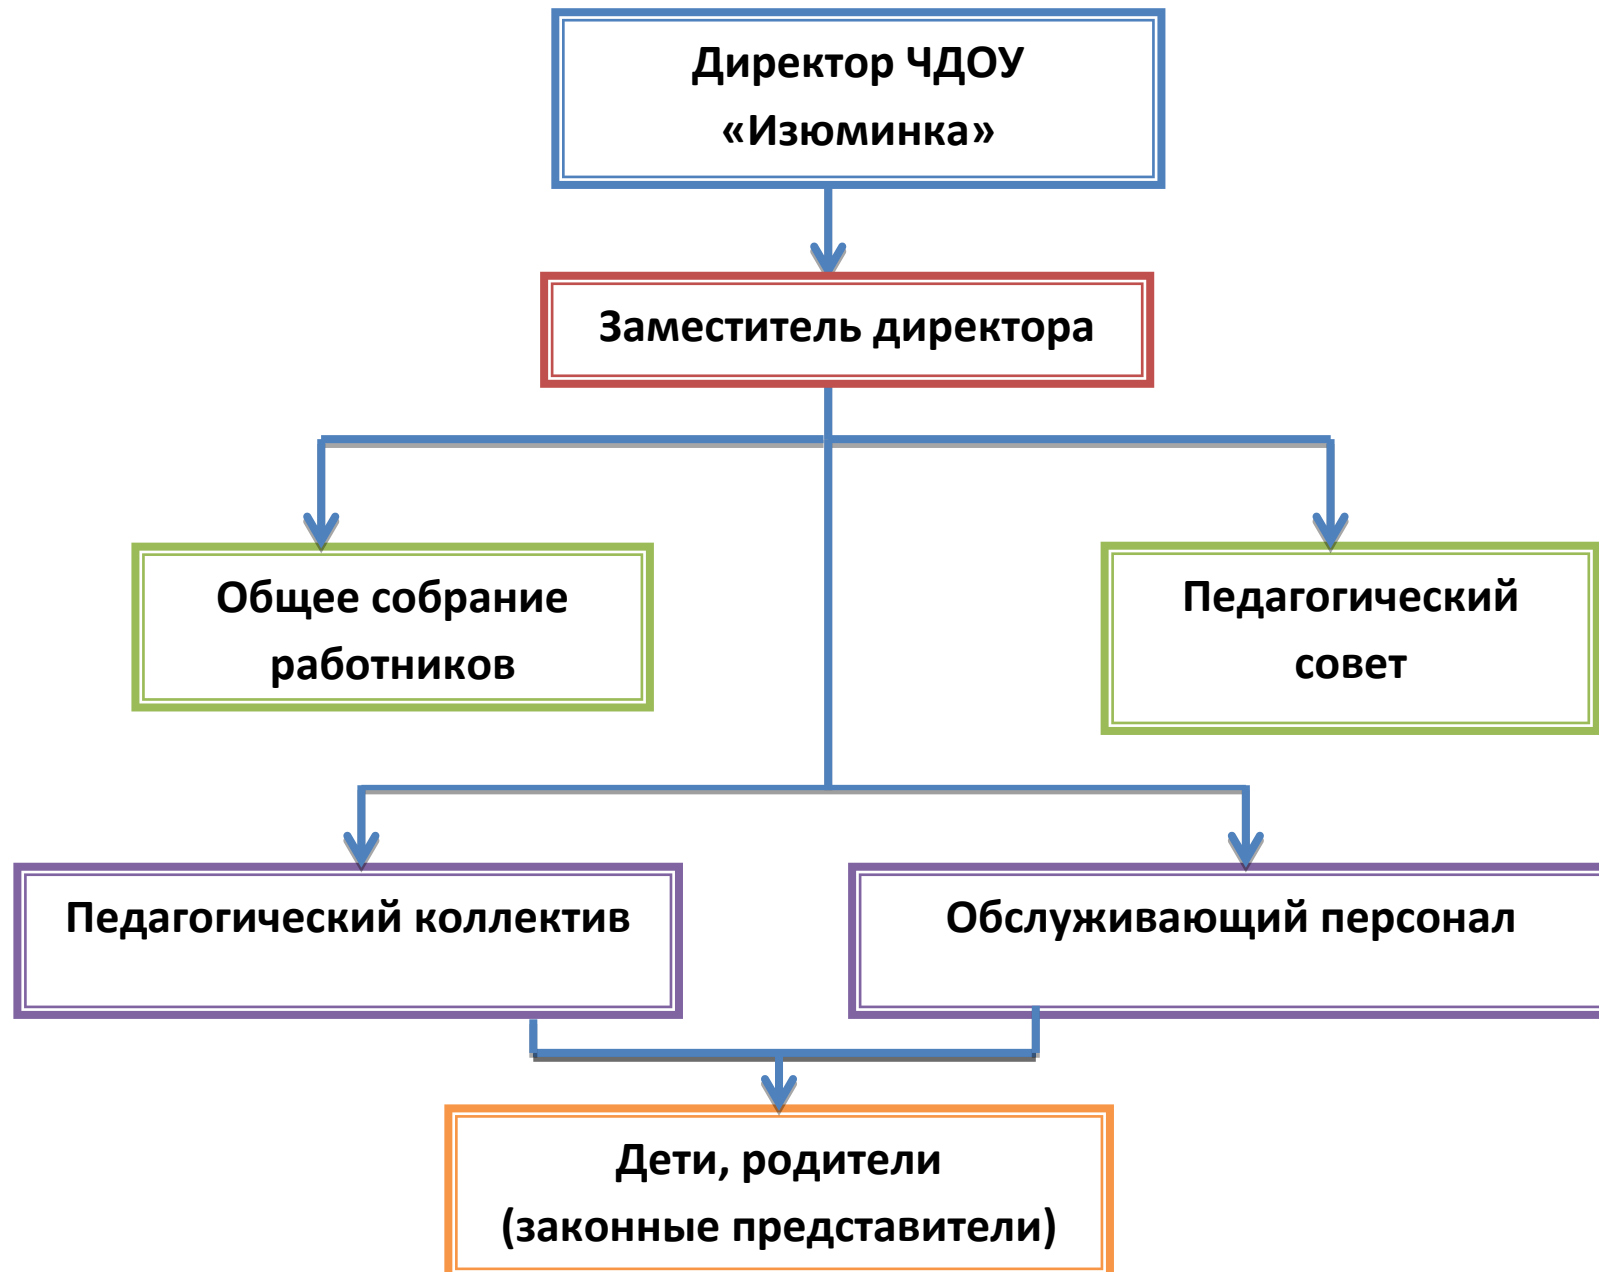 Директор ЧДОУ
«Изюминка»
Заместитель директора
Общее собрание
работников
Педагогический
совет
Педагогический коллектив
Обслуживающий персонал
Дети, родители
(законные представители)